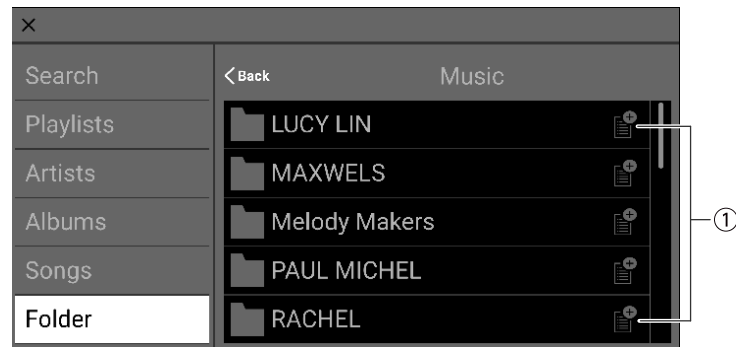 ×
Search
Playlists
Artists
Albums
Songs
Folder
Back
Music
LUCY LIN
MAXWELS
Melody Makers
PAUL MICHEL
RACHEL
①